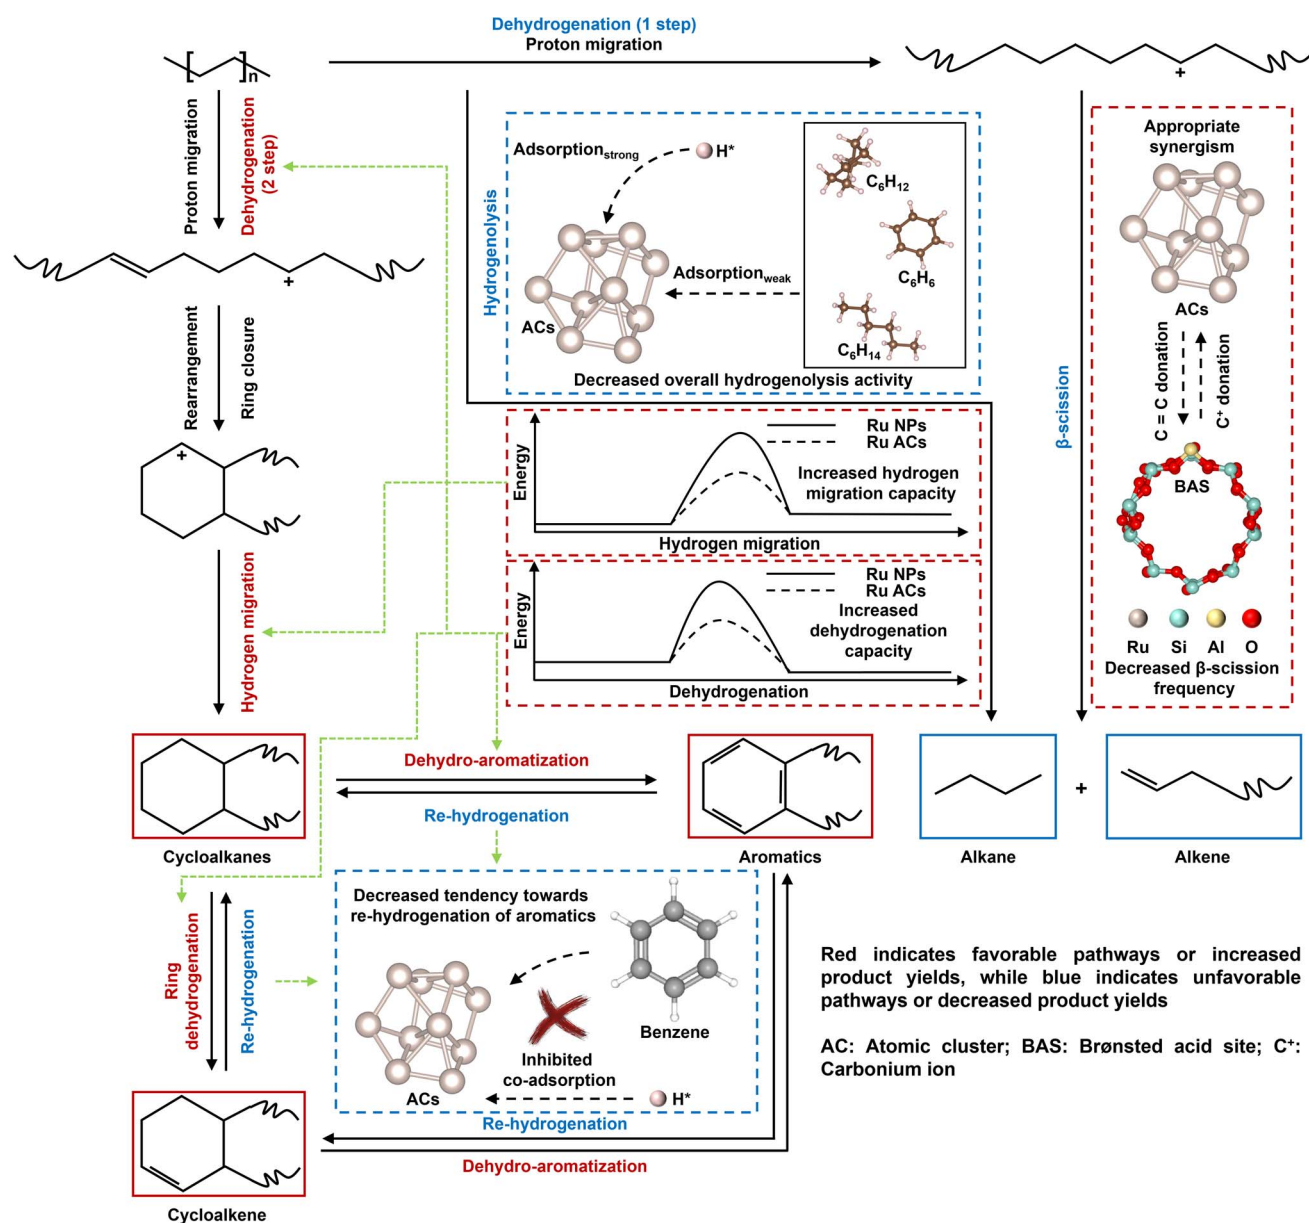 Dehydrogenation (1 step)
Proton migration
n
+
Proton migration
Dehydrogenation
(2 step)
+
Rearrangement
Ring closure
+
Hydrogen migration
Hydrogenolysis
Adsorptionstrong
H*
C6H12
C6H6
C6H14
Adsorptionweak
ACs
Decreased overall hydrogenolysis activity
Energy
Ru NPs
Ru ACs
Increased hydrogen
migration capacity
Hydrogen migration
Energy
Ru NPs
Ru ACs
Increased
dehydrogenation
capacity
Dehydrogenation
β-scission
Appropriate
synergism
ACs
C = C donation
C+ donation
BAS
Ru
Si
Al
O
Decreased β-scission
frequency
Cycloalkanes
Dehydro-aromatization
Re-hydrogenation
Aromatics
Alkane
+
Alkene
Ring
dehydrogenation
Re-hydrogenation
Decreased tendency towards
re-hydrogenation of aromatics
Benzene
Inhibited
co-adsorption
ACs
H*
Re-hydrogenation
Dehydro-aromatization
Cycloalkene
Red indicates favorable pathways or increased
product yields, while blue indicates unfavorable
pathways or decreased product yields
AC: Atomic cluster; BAS: Brønsted acid site; C+:
Carbonium ion